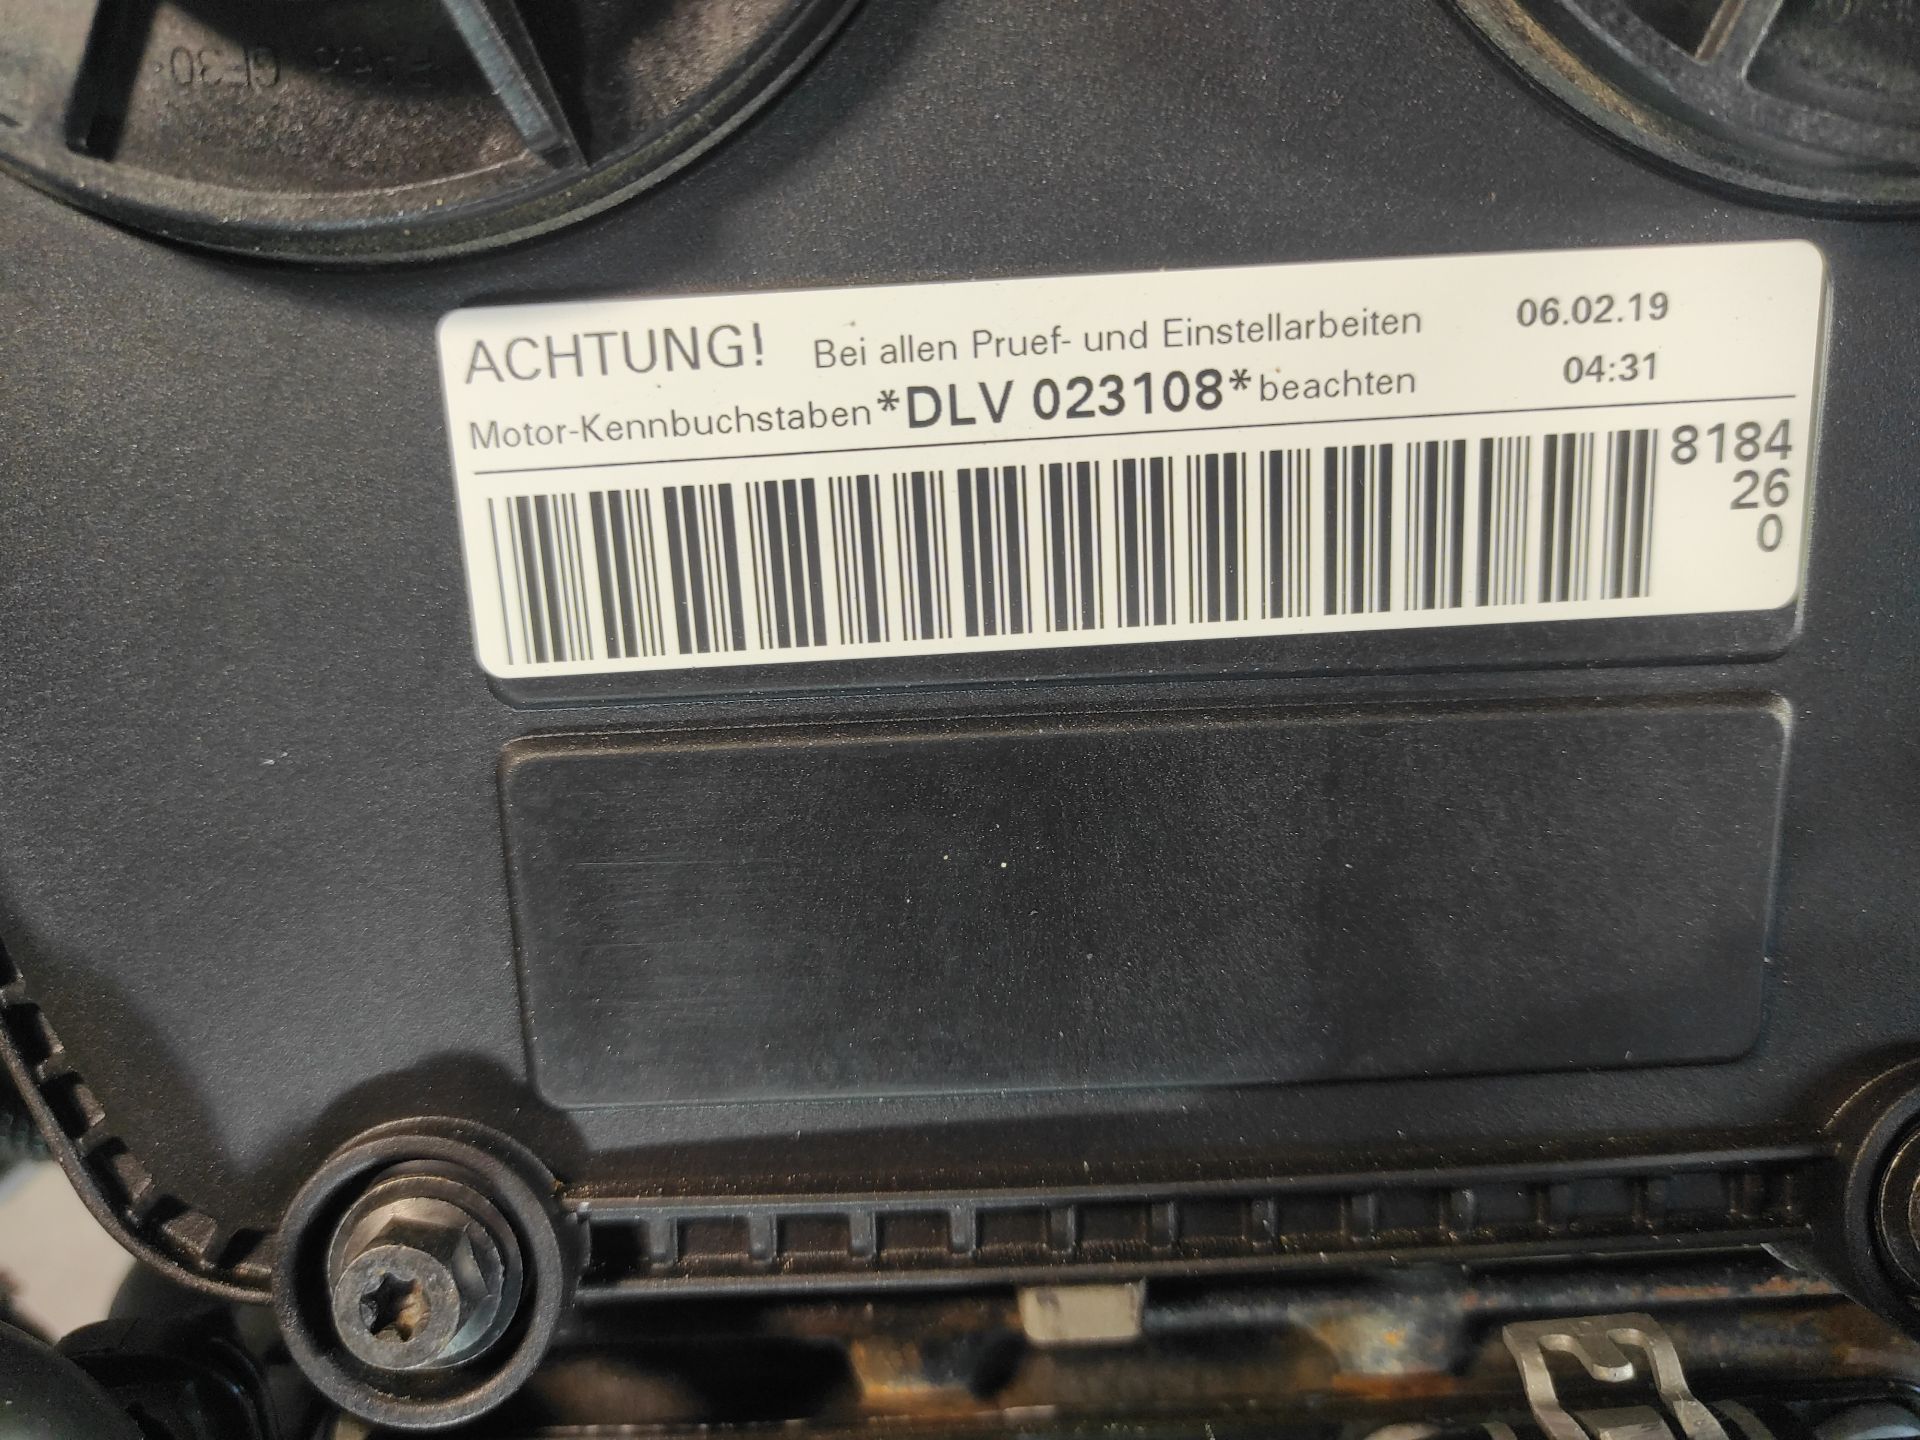 ACHTUNG! Bei allen Pruef- und Einstellarbeiten 06.02.19
Motor-Kennbuchstaben *DLV 023108* beachten 04:31
8184
26
0
GF30